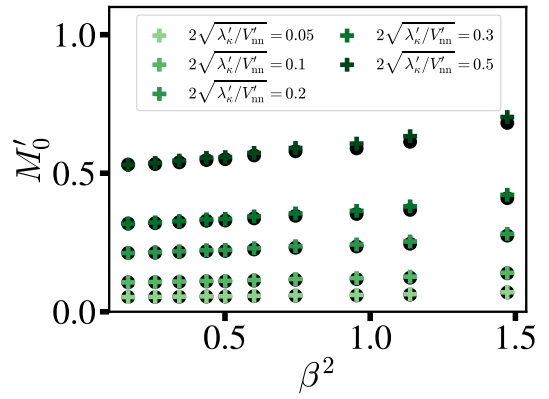 1.0
0.5
0.0
M′₀
2√λ′κ/V′nn = 0.05
2√λ′κ/V′nn = 0.1
2√λ′κ/V′nn = 0.2
2√λ′κ/V′nn = 0.3
2√λ′κ/V′nn = 0.5
0.5
1.0
1.5
β²